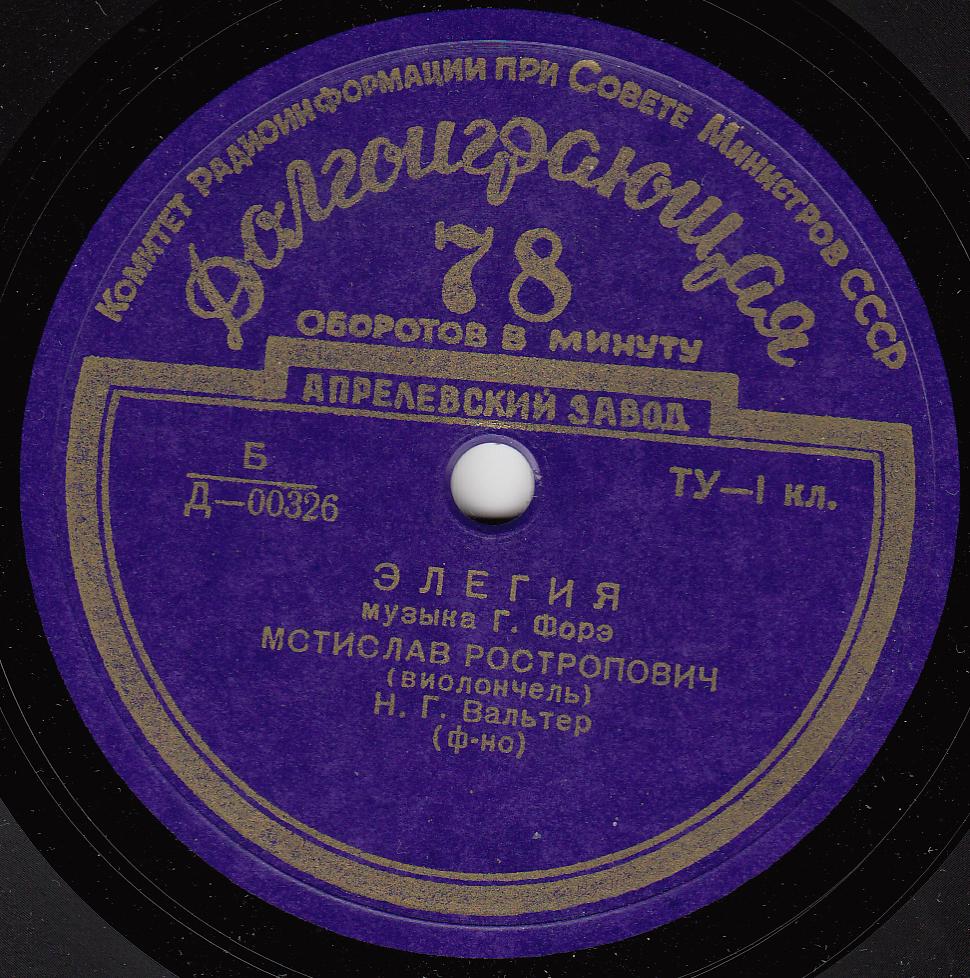 Комитет Радиоинформации при Совете Министров СССР
Долгоиграющая
78
ОБОРОТОВ В МИНУТУ
АПРЕЛЕВСКИЙ ЗАВОД
Б
Д—00326
ТУ—I кл.
ЭЛЕГИЯ
музыка Г. Форэ
МСТИСЛАВ РОСТРОПОВИЧ
(виолончель)
Н. Г. Вальтер
(ф-но)